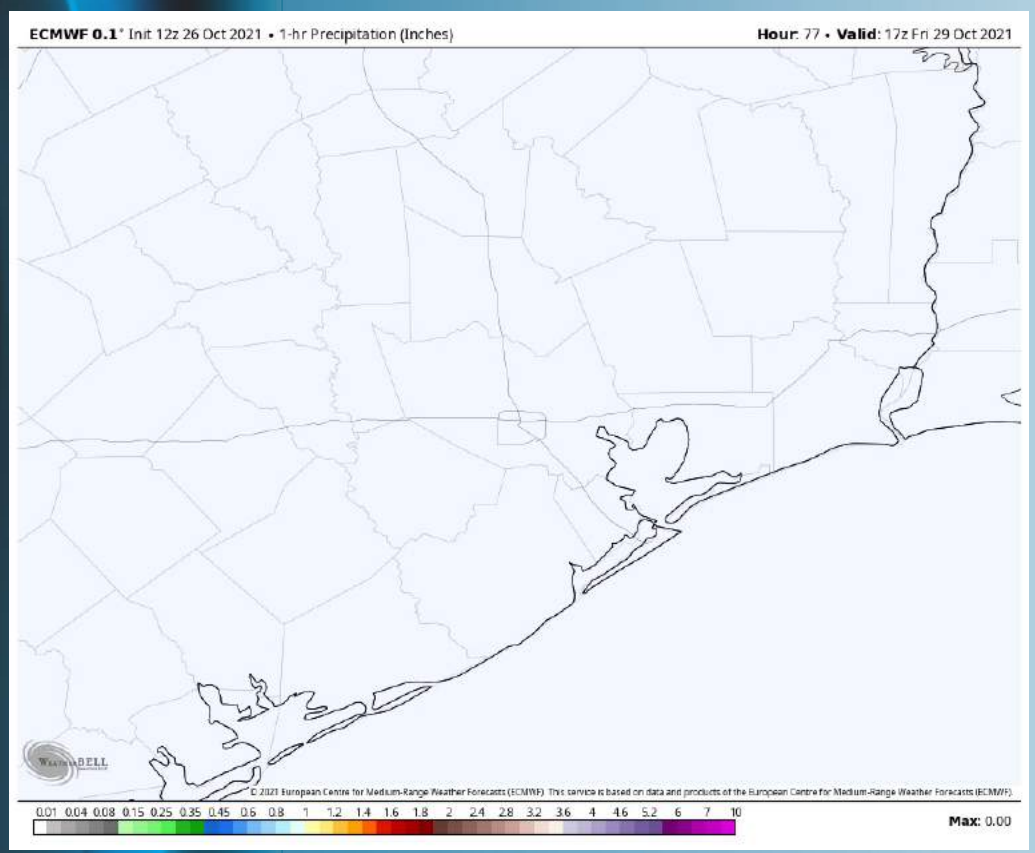 ECMWF 0.1° Init 12z 26 Oct 2021 • 1-hr Precipitation (Inches) Hour: 77 • Valid: 17z Fri 29 Oct 2021
WEATHERBELL
© 2021 European Centre for Medium-Range Weather Forecasts (ECMWF). This service is based on data and products of the European Centre for Medium-Range Weather Forecasts (ECMWF).
0.01 0.04 0.08 0.15 0.25 0.35 0.45 0.6 0.8 1 1.2 1.4 1.6 1.8 2 2.4 2.8 3.2 3.6 4 4.6 5.2 6 7 10
Max: 0.00